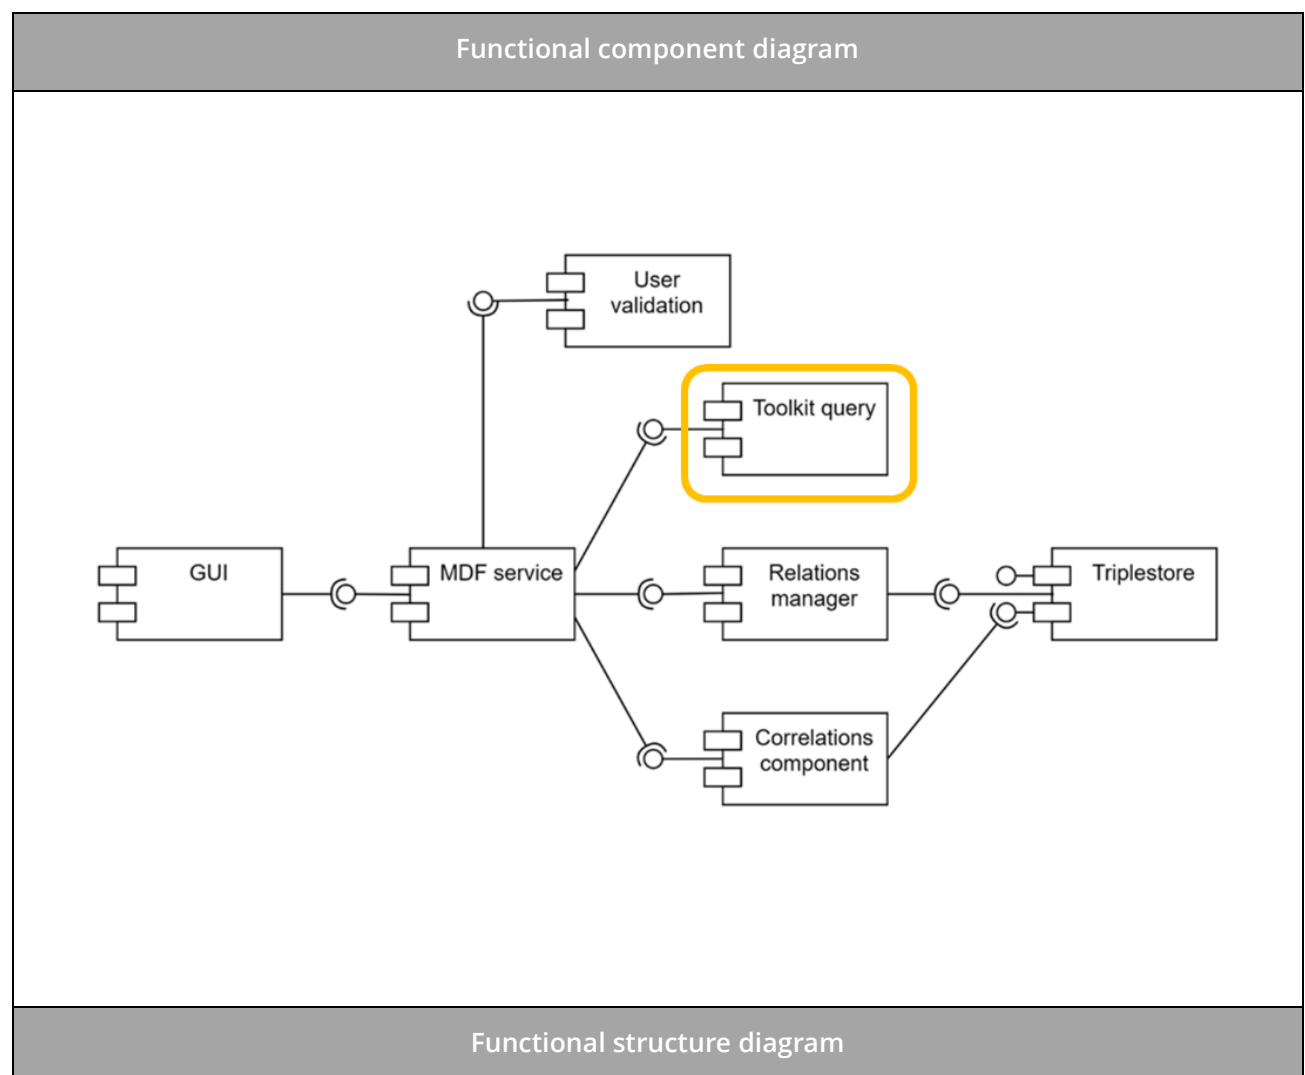 Functional component diagram
User
validation
Toolkit query
GUI
MDF service
Relations
manager
Triplestore
Correlations
component
Functional structure diagram